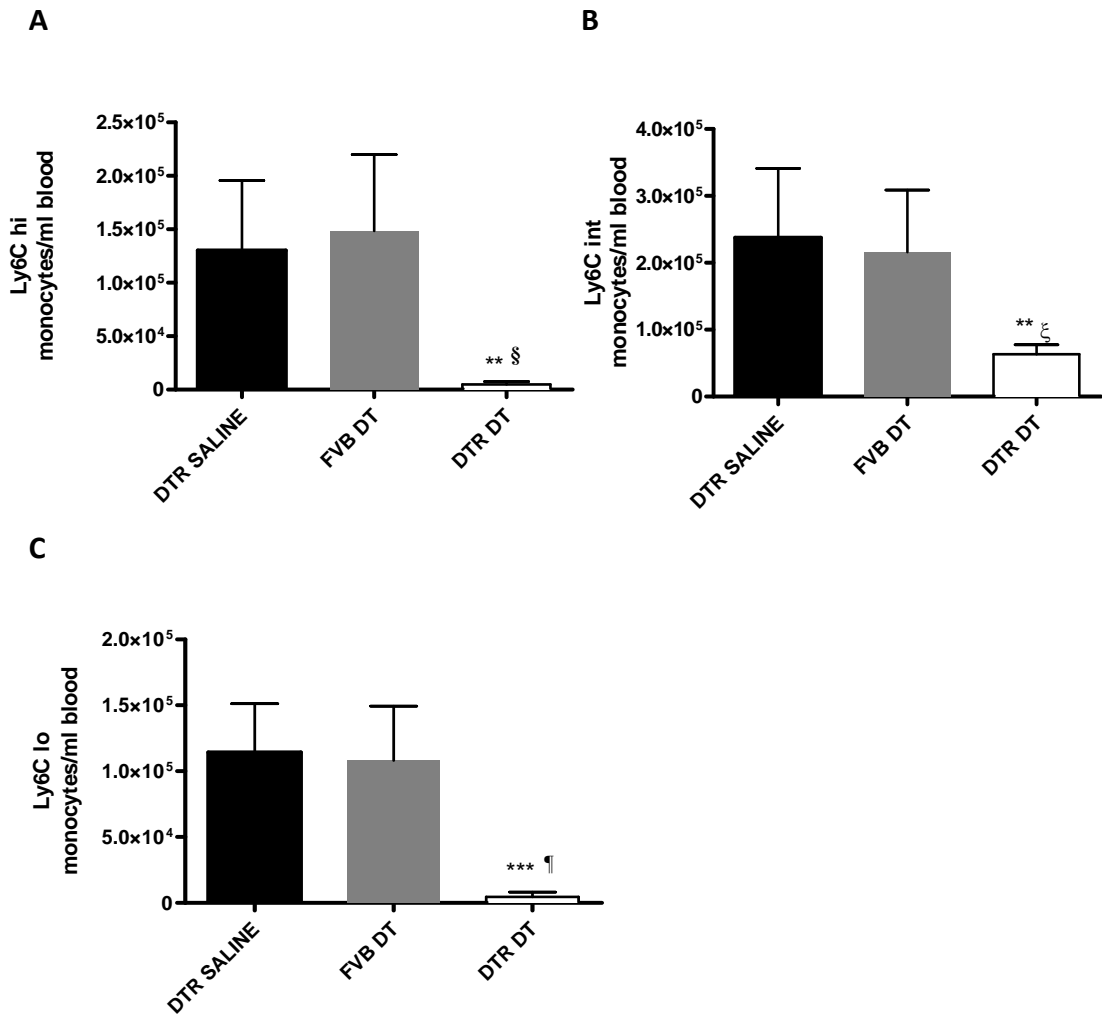 A
Ly6C hi
monocytes/ml blood
2.5×10⁵
2.0×10⁵
1.5×10⁵
1.0×10⁵
5.0×10⁴
0
** §
DTR SALINE
FVB DT
DTR DT
B
Ly6C int
monocytes/ml blood
4.0×10⁵
3.0×10⁵
2.0×10⁵
1.0×10⁵
0
** ξ
DTR SALINE
FVB DT
DTR DT
C
Ly6C lo
monocytes/ml blood
2.0×10⁵
1.5×10⁵
1.0×10⁵
5.0×10⁴
0
*** ¶
DTR SALINE
FVB DT
DTR DT